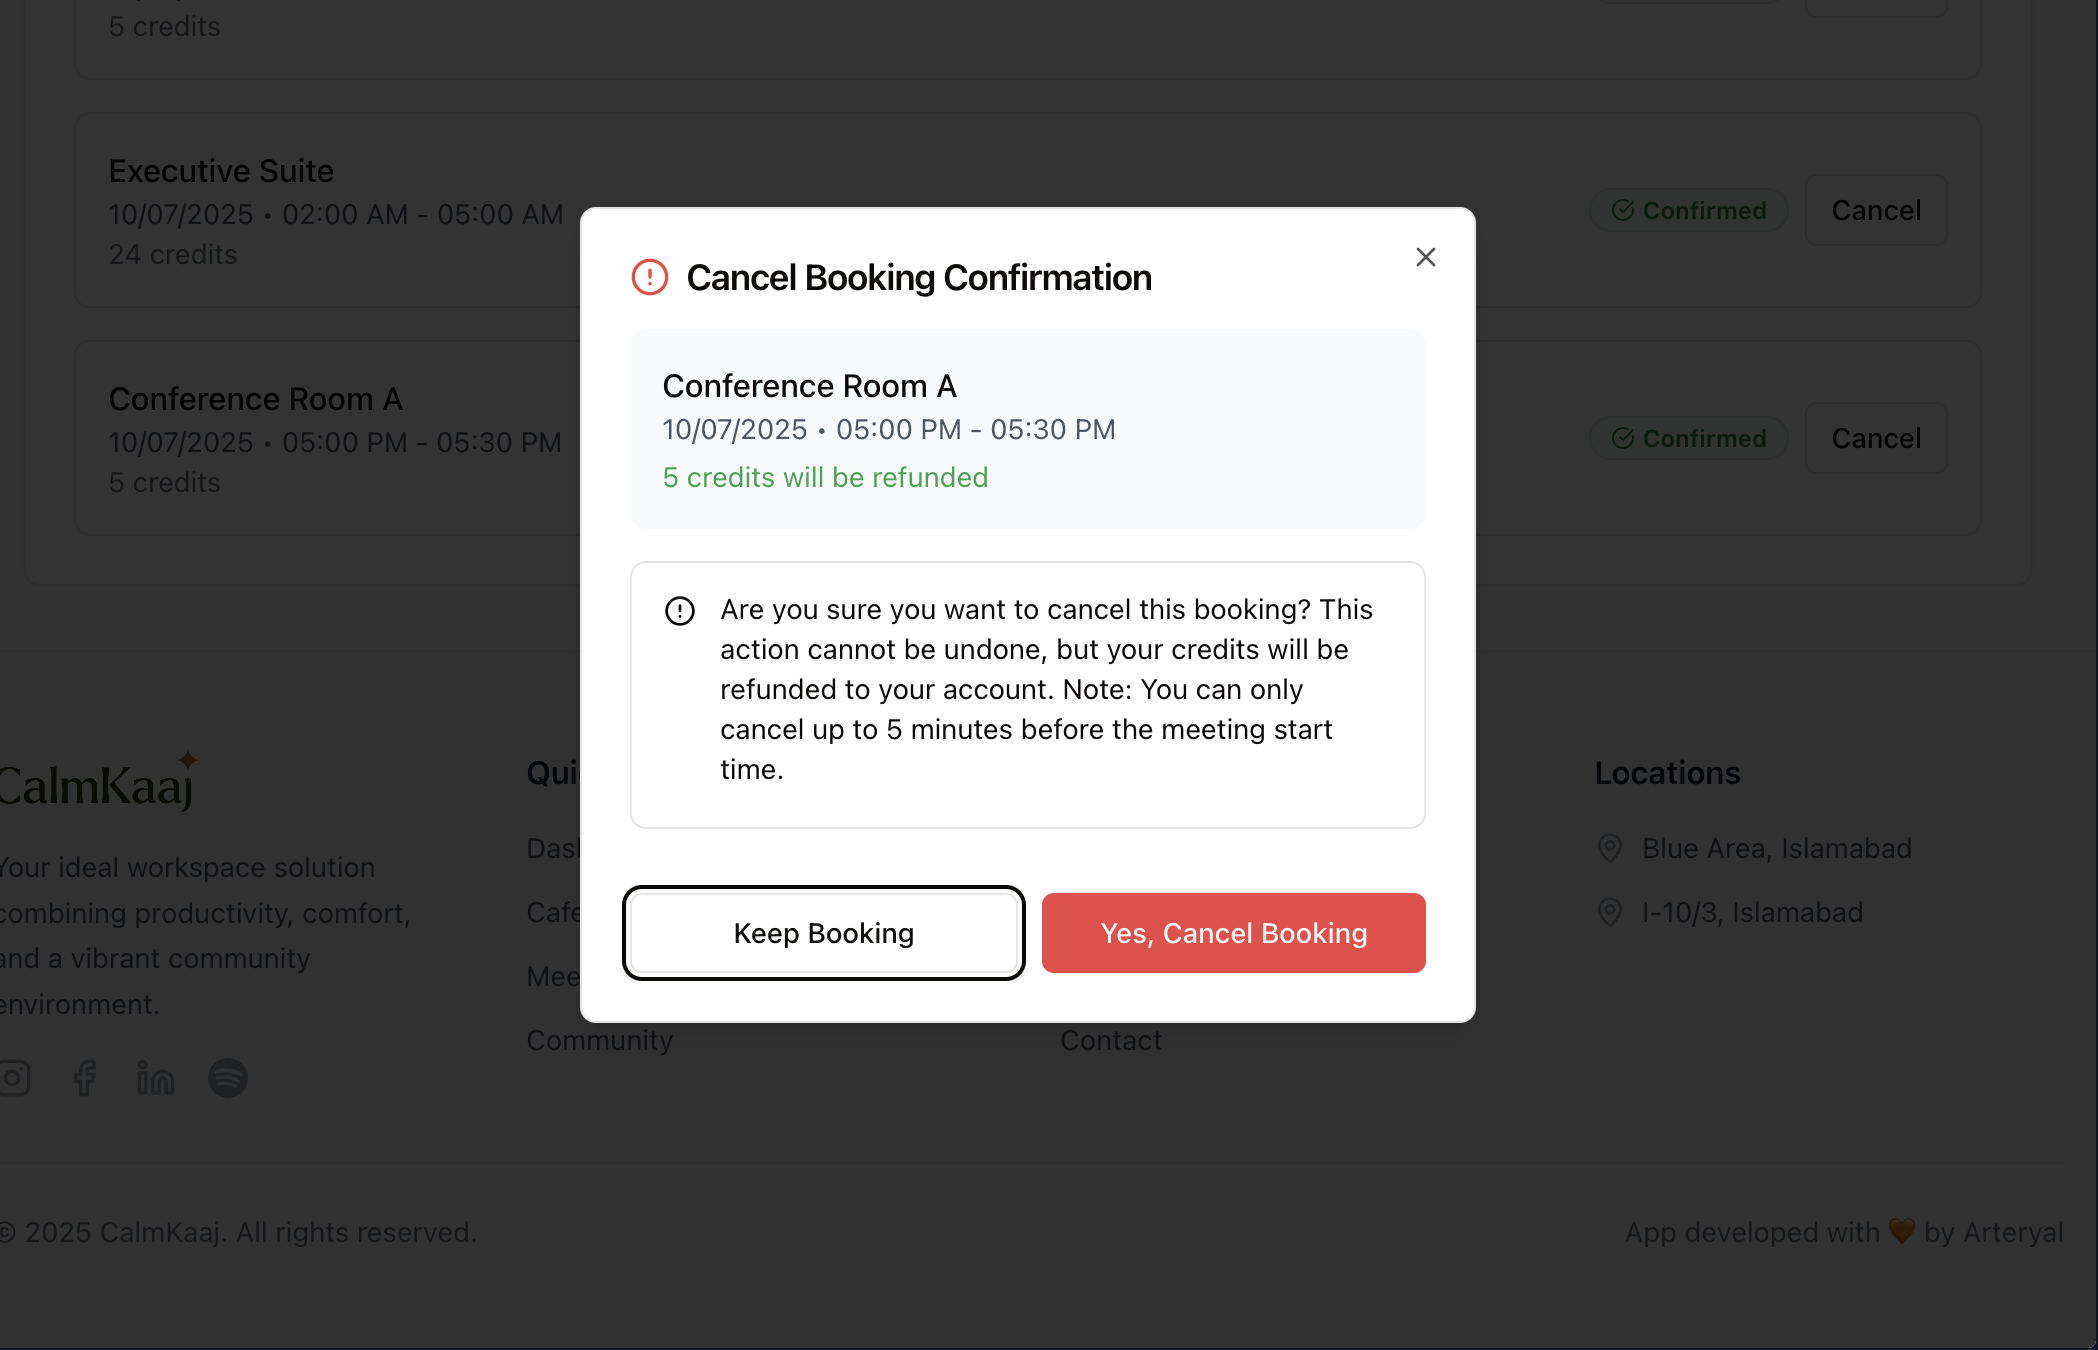 5 credits
Executive Suite
10/07/2025 • 02:00 AM - 05:00 AM
24 credits
Confirmed
Cancel
Conference Room A
10/07/2025 • 05:00 PM - 05:30 PM
5 credits
Confirmed
Cancel
Cancel Booking Confirmation
Conference Room A
10/07/2025 • 05:00 PM - 05:30 PM
5 credits will be refunded
Are you sure you want to cancel this booking? This
action cannot be undone, but your credits will be
refunded to your account. Note: You can only
cancel up to 5 minutes before the meeting start
time.
Keep Booking
Yes, Cancel Booking
CalmKaaj
Your ideal workspace solution
combining productivity, comfort,
and a vibrant community
environment.
Community
Contact
Locations
Blue Area, Islamabad
I-10/3, Islamabad
© 2025 CalmKaaj. All rights reserved.
App developed with 🧡 by Arteryal